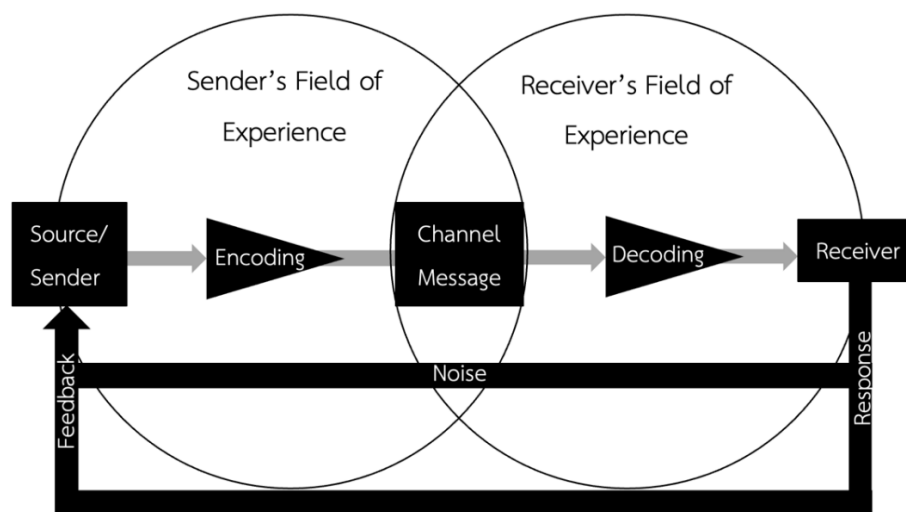 Sender's Field of
Experience
Receiver's Field of
Experience
Source/
Sender
Encoding
Channel
Message
Decoding
Receiver
Feedback
Noise
Response